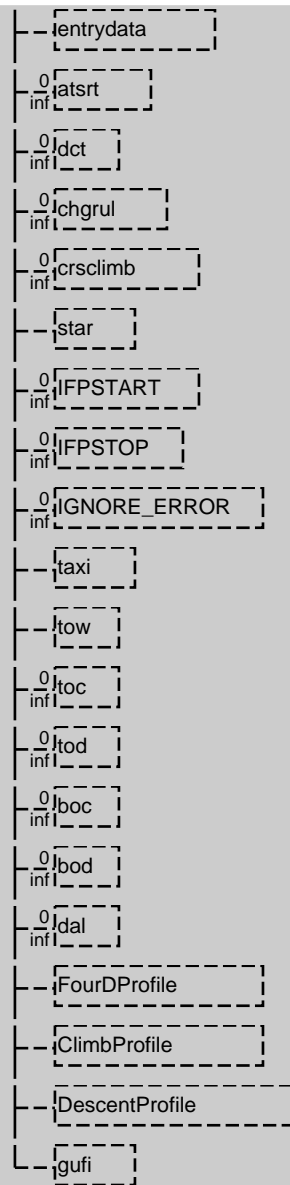 entrydata
0
inf
atsrt
0
inf
dct
0
inf
chgrul
0
inf
crsclimb
star
0
inf
IFPSTART
0
inf
IFPSTOP
0
inf
IGNORE_ERROR
taxi
tow
0
inf
toc
0
inf
tod
0
inf
boc
0
inf
bod
0
inf
dal
FourDProfile
ClimbProfile
DescentProfile
gufi